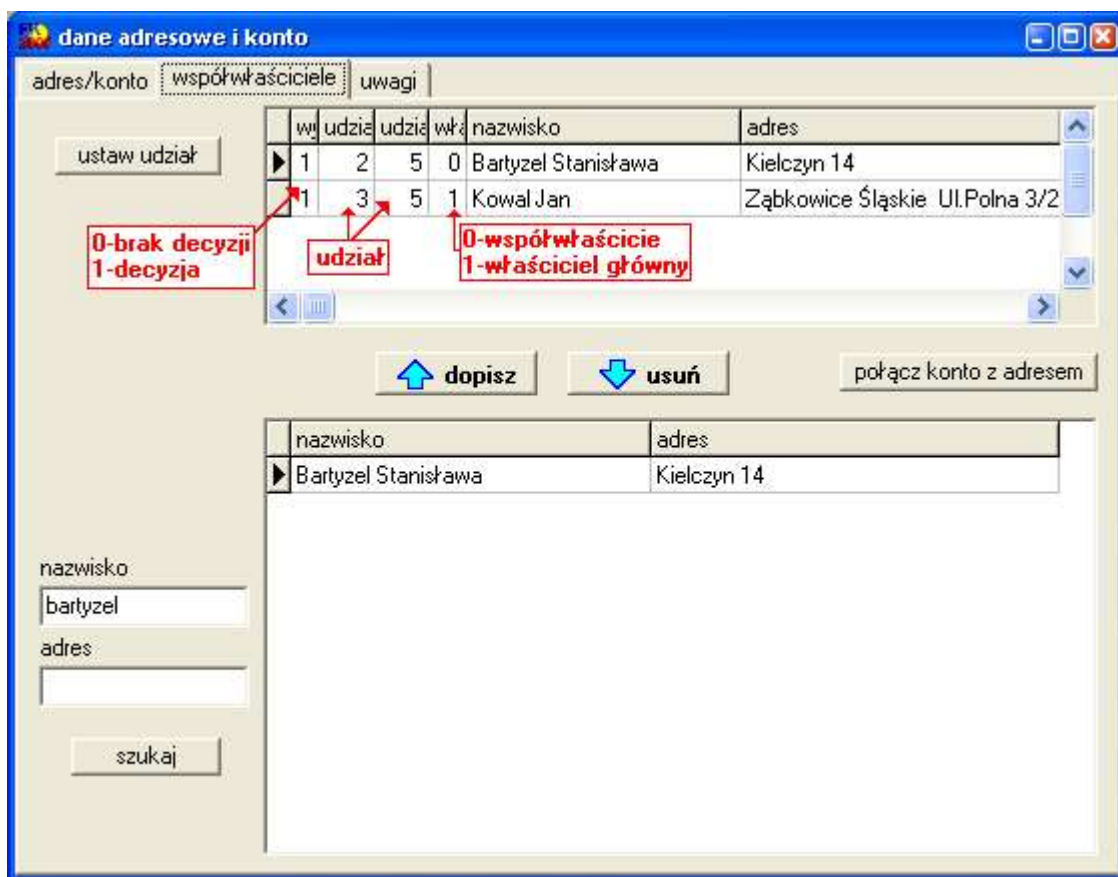 dane adresowe i konto
adres/konto współwłaściciele uwagi
ustaw udział
wy udzia udzia wła nazwisko adres
1 2 5 0 Bartyzel Stanisława Kielczyn 14
1 3 5 1 Kowal Jan Ząbkowice Śląskie Ul.Polna 3/2
0-brak decyzji
1-decyzja
udział
0-współwłaścicie
1-właściciel główny
dopisz usuń połącz konto z adresem
nazwisko adres
Bartyzel Stanisława Kielczyn 14
nazwisko
bartyzel
adres
szukaj